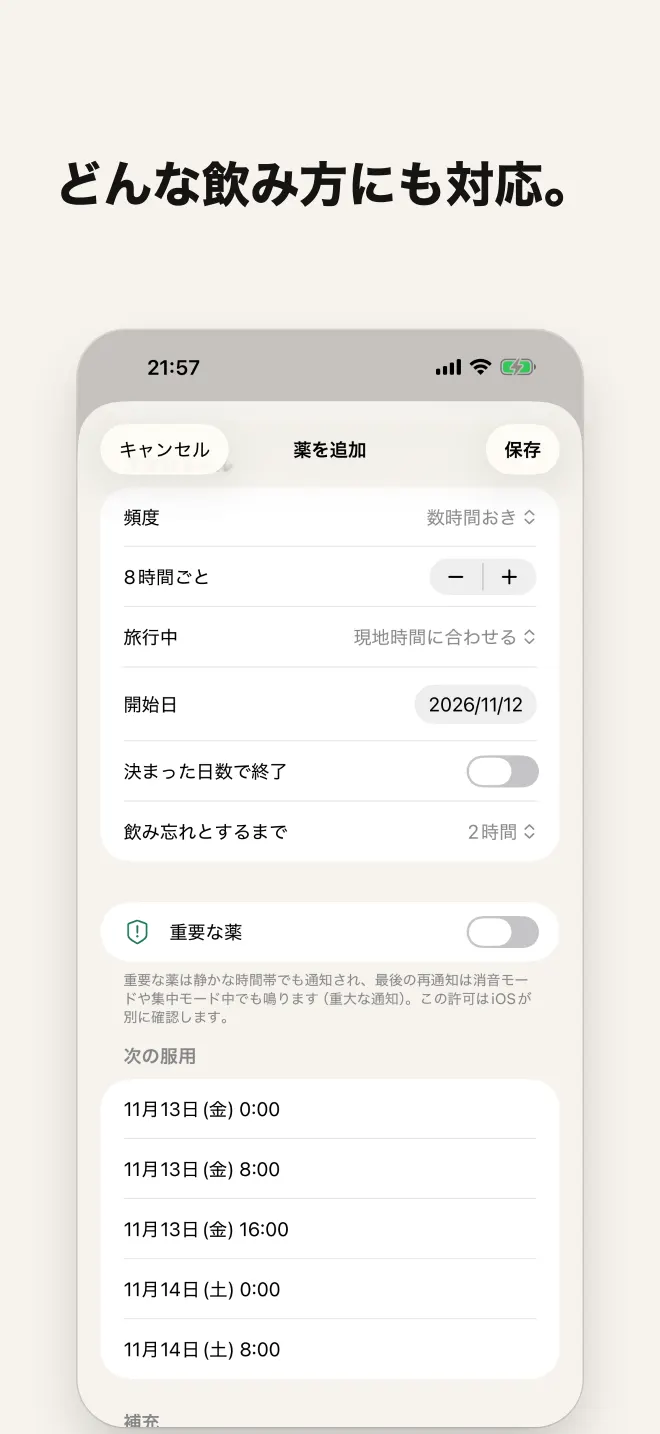 どんな飲み方にも対応。
21:57
キャンセル
薬を追加
保存
頻度
数時間おき
8時間ごと
− +
旅行中
現地時間に合わせる
開始日
2026/11/12
決まった日数で終了
飲み忘れとするまで
2時間
重要な薬
重要な薬は静かな時間帯でも通知され、最後の再通知は消音モー
ドや集中モード中でも鳴ります（重大な通知）。この許可はiOSが
別に確認します。
次の服用
11月13日(金) 0:00
11月13日(金) 8:00
11月13日(金) 16:00
11月14日(土) 0:00
11月14日(土) 8:00
補充